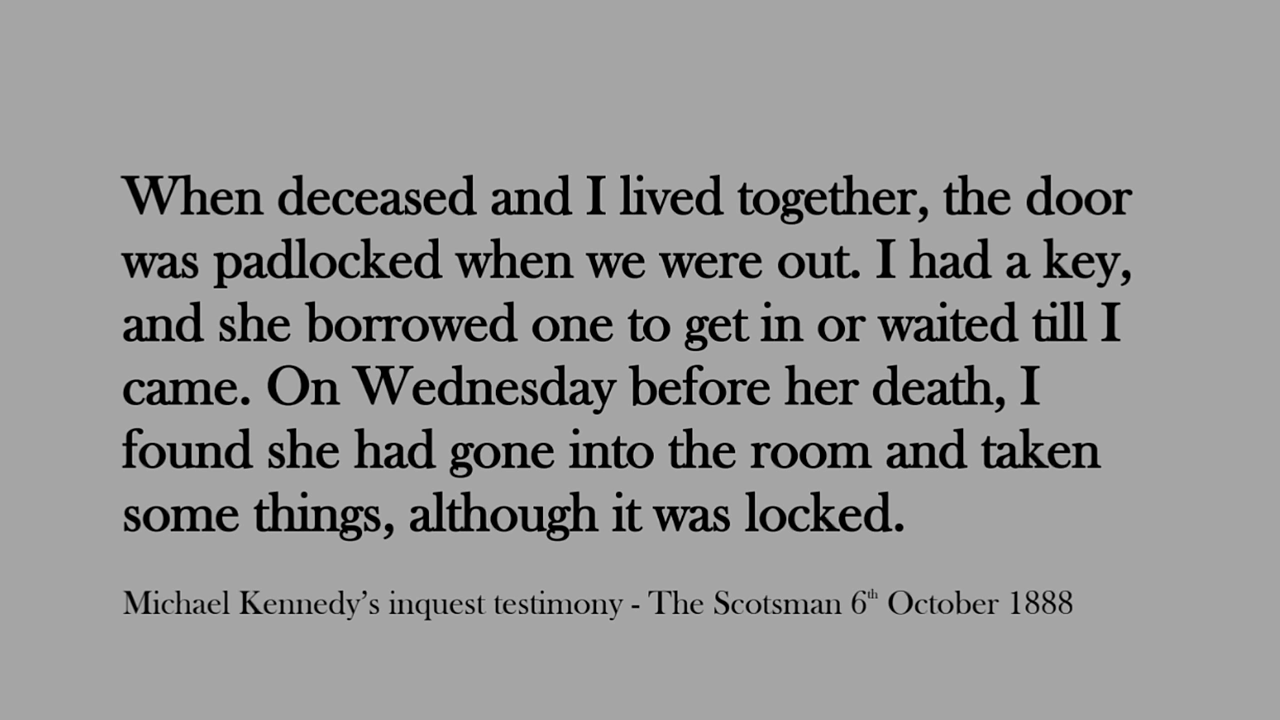 When deceased and I lived together, the door
was padlocked when we were out. I had a key,
and she borrowed one to get in or waited till I
came. On Wednesday before her death, I
found she had gone into the room and taken
some things, although it was locked.
Michael Kennedy's inquest testimony - The Scotsman 6th October 1888